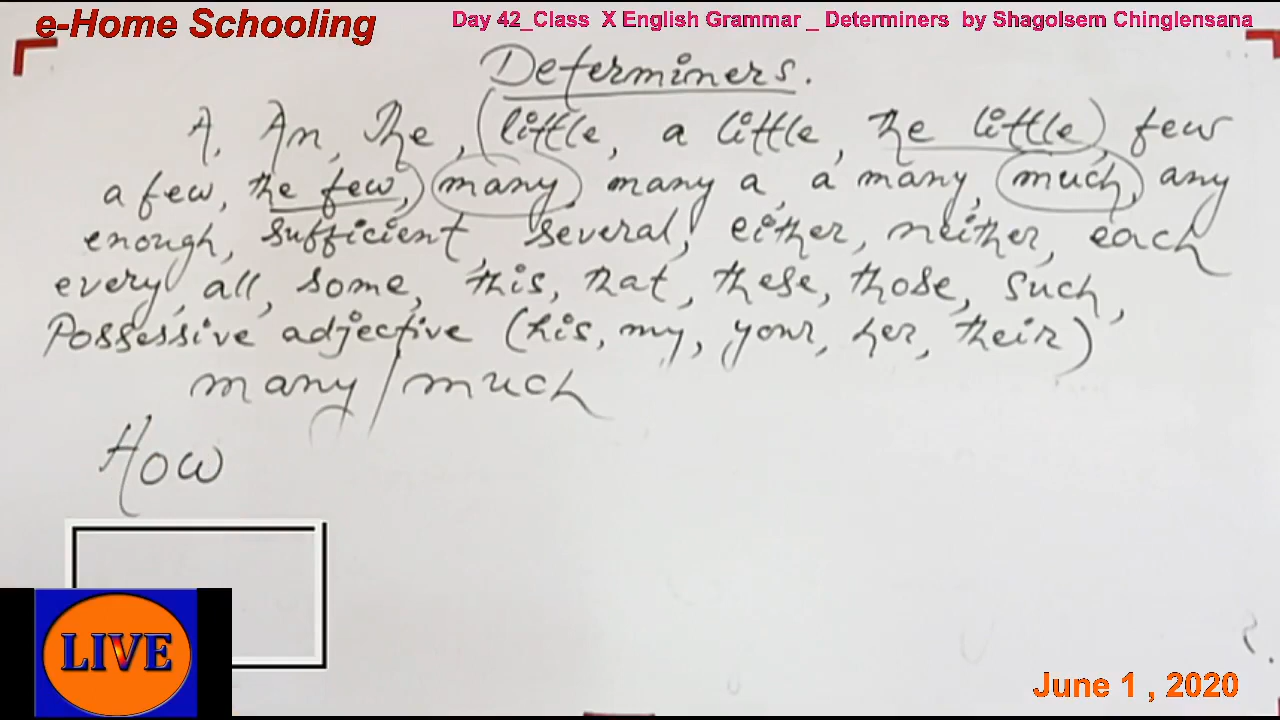 e-Home Schooling
Day 42_Class X English Grammar _ Determiners by Shagolsem Chinglensana
Determiners.
A, An, The, (little, a little, the little, few
a few, the few,) many, many a, a many, much, any
enough, sufficient, several, either, neither, each
every, all, some, this, that, these, those, such,
Possessive adjective (his, my, your, her, their)
many/much
How
LIVE
June 1 , 2020